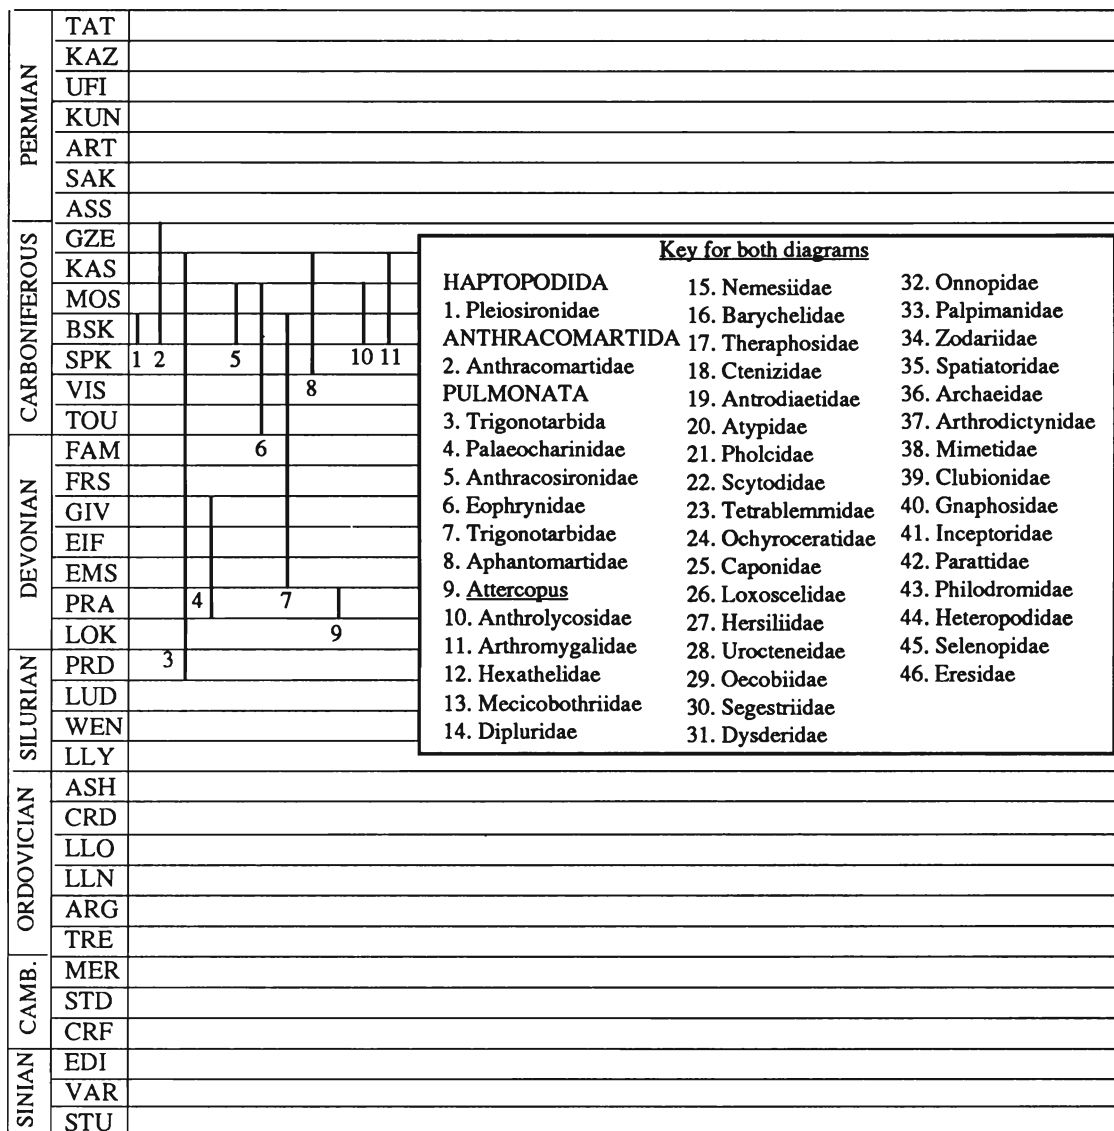 PERMIAN
TAT
KAZ
UFI
KUN
ART
SAK
ASS
CARBONIFEROUS
GZE
KAS
MOS
BSK
SPK
VIS
TOU
DEVONIAN
FAM
FRS
GIV
EIF
EMS
PRA
LOK
SILURIAN
PRD
LUD
WEN
LLY
ORDOVICIAN
ASH
CRD
LLO
LLN
ARG
TRE
CAMB.
MER
STD
CRF
SINIAN
EDI
VAR
STU
1 2 5 10 11
8
6
4 7
9
3
Key for both diagrams
HAPTOPODIDA
1. Pleiosironidae
ANTHRACOMARTIDA
2. Anthracomartidae
PULMONATA
3. Trigonotarbida
4. Palaeocharinidae
5. Anthracosironidae
6. Eophrynidae
7. Trigonotarbidae
8. Aphantomartidae
9. Attercopus
10. Anthrolycosidae
11. Arthromygalidae
12. Hexathelidae
13. Mecicobothriidae
14. Dipluridae
15. Nemesiidae
16. Barychelidae
17. Theraphosidae
18. Ctenizidae
19. Antrodiaetidae
20. Atypidae
21. Pholcidae
22. Scytodidae
23. Tetrablemmidae
24. Ochyroceratidae
25. Caponidae
26. Loxoscelidae
27. Hersiliidae
28. Urocteneidae
29. Oecobiidae
30. Segestriidae
31. Dysderidae
32. Onnopidae
33. Palpimanidae
34. Zodariidae
35. Spatiatoridae
36. Archaeidae
37. Arthrodictynidae
38. Mimetidae
39. Clubionidae
40. Gnaphosidae
41. Inceptoridae
42. Parattidae
43. Philodromidae
44. Heteropodidae
45. Selenopidae
46. Eresidae